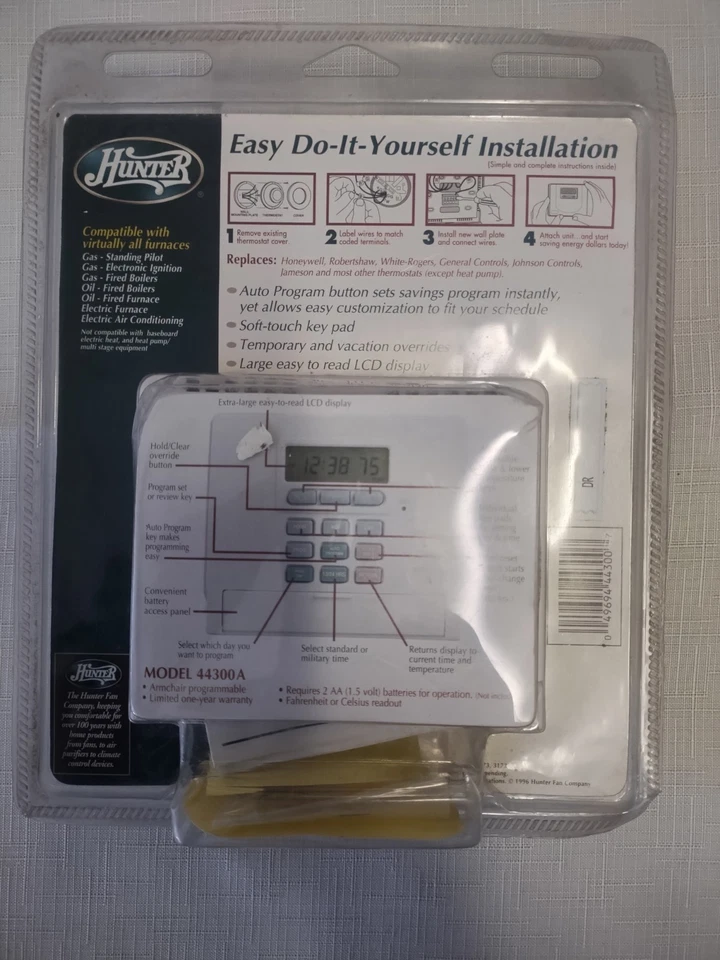 HUNTER
Easy Do-It-Yourself Installation
(Simple and complete instructions inside)
Compatible with
virtually all furnaces
Gas - Standing Pilot
Gas - Electronic Ignition
Gas - Fired Boilers
Oil - Fired Boilers
Oil - Fired Furnace
Electric Furnace
Electric Air Conditioning
Not compatible with baseboard
electric heat, and heat pump/
multi stage equipment
1 Remove existing
thermostat cover.
2 Label wires to match
coded terminals.
3 Install new wall plate
and connect wires.
4 Attach unit...and start
saving energy dollars today!
Replaces: Honeywell, Robertshaw, White-Rogers, General Controls, Johnson Controls,
Jameson and most other thermostats (except heat pump).
Auto Program button sets savings program instantly,
yet allows easy customization to fit your schedule
Soft-touch key pad
Temporary and vacation overrides
Large easy to read LCD display
Extra-large easy-to-read LCD display
12:38 75
Hold/Clear
override
button
Program set
or review key
Auto Program
key makes
programming
easy
Convenient
battery
access panel
Select which day you
want to program
Select standard or
military time
Returns display to
current time and
temperature
MODEL 44300A
• Armchair programmable
• Limited one-year warranty
• Requires 2 AA (1.5 volt) batteries for operation.
• Fahrenheit or Celsius readout
0 49694 44300
HUNTER
The Hunter Fan
Company, keeping
you comfortable for
over 100 years with
home products
from fans, to air
purifiers to climate
control devices.
© 1996 Hunter Fan Company